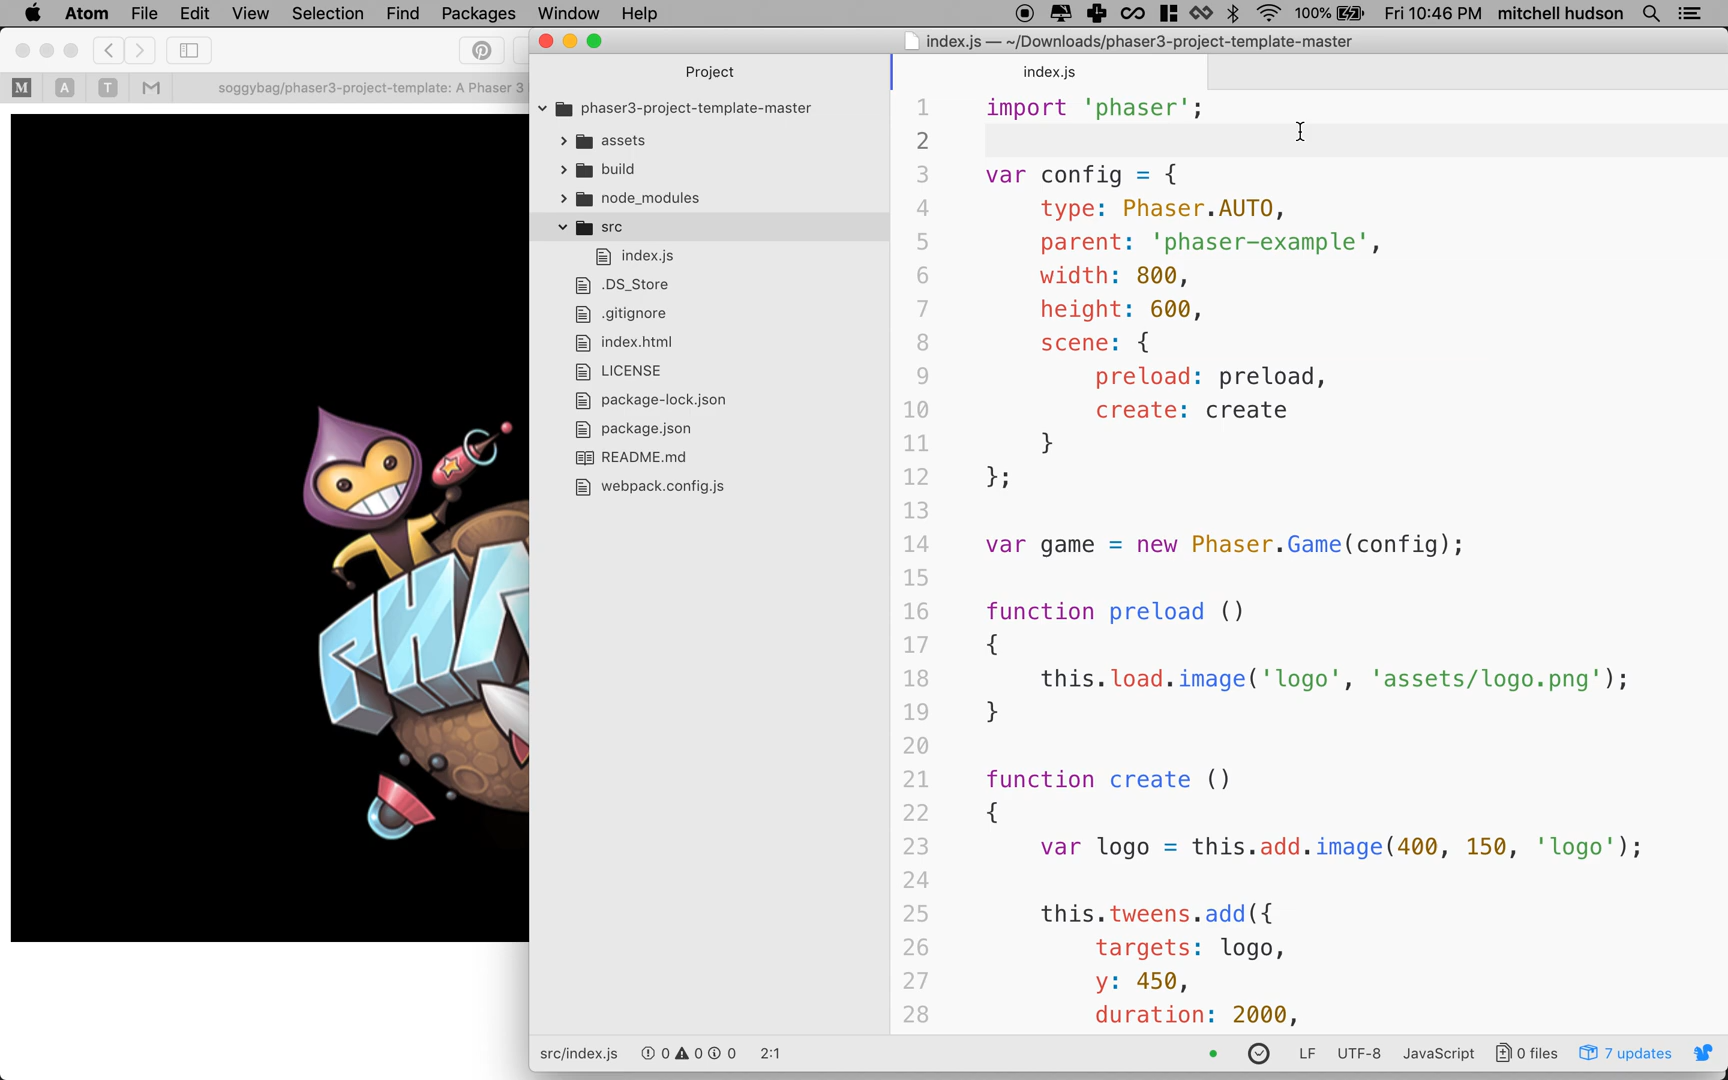 Atom File Edit View Selection Find Packages Window Help 100% Fri 10:46 PM mitchell hudson
index.js — ~/Downloads/phaser3-project-template-master
M A T soggybag/phaser3-project-template: A Phaser 3
Project
index.js
phaser3-project-template-master
assets
build
node_modules
src
index.js
.DS_Store
.gitignore
index.html
LICENSE
package-lock.json
package.json
README.md
webpack.config.js
1 import 'phaser';
2
3 var config = {
4 type: Phaser.AUTO,
5 parent: 'phaser-example',
6 width: 800,
7 height: 600,
8 scene: {
9 preload: preload,
10 create: create
11 }
12 };
13
14 var game = new Phaser.Game(config);
15
16 function preload ()
17 {
18 this.load.image('logo', 'assets/logo.png');
19 }
20
21 function create ()
22 {
23 var logo = this.add.image(400, 150, 'logo');
24
25 this.tweens.add({
26 targets: logo,
27 y: 450,
28 duration: 2000,
src/index.js 0 0 0 2:1 LF UTF-8 JavaScript 0 files 7 updates